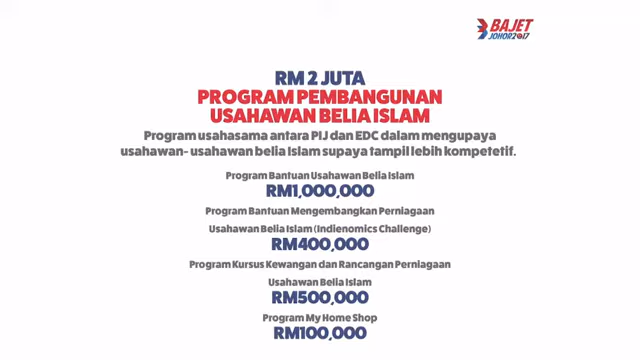 BAJET
JOHOR2017
RM 2 JUTA
PROGRAM PEMBANGUNAN
USAHAWAN BELIA ISLAM
Program usahasama antara PIJ dan EDC dalam mengupaya
usahawan- usahawan belia Islam supaya tampil lebih kompetetif.
Program Bantuan Usahawan Belia Islam
RM1,000,000
Program Bantuan Mengembangkan Perniagaan
Usahawan Belia Islam (Indienomics Challenge)
RM400,000
Program Kursus Kewangan dan Rancangan Perniagaan
Usahawan Belia Islam
RM500,000
Program My Home Shop
RM100,000